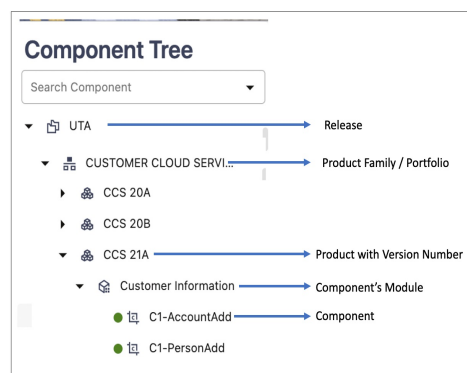 Component Tree
Search Component
UTA Release
CUSTOMER CLOUD SERVI... Product Family / Portfolio
CCS 20A
CCS 20B
CCS 21A Product with Version Number
Customer Information Component's Module
C1-AccountAdd Component
C1-PersonAdd